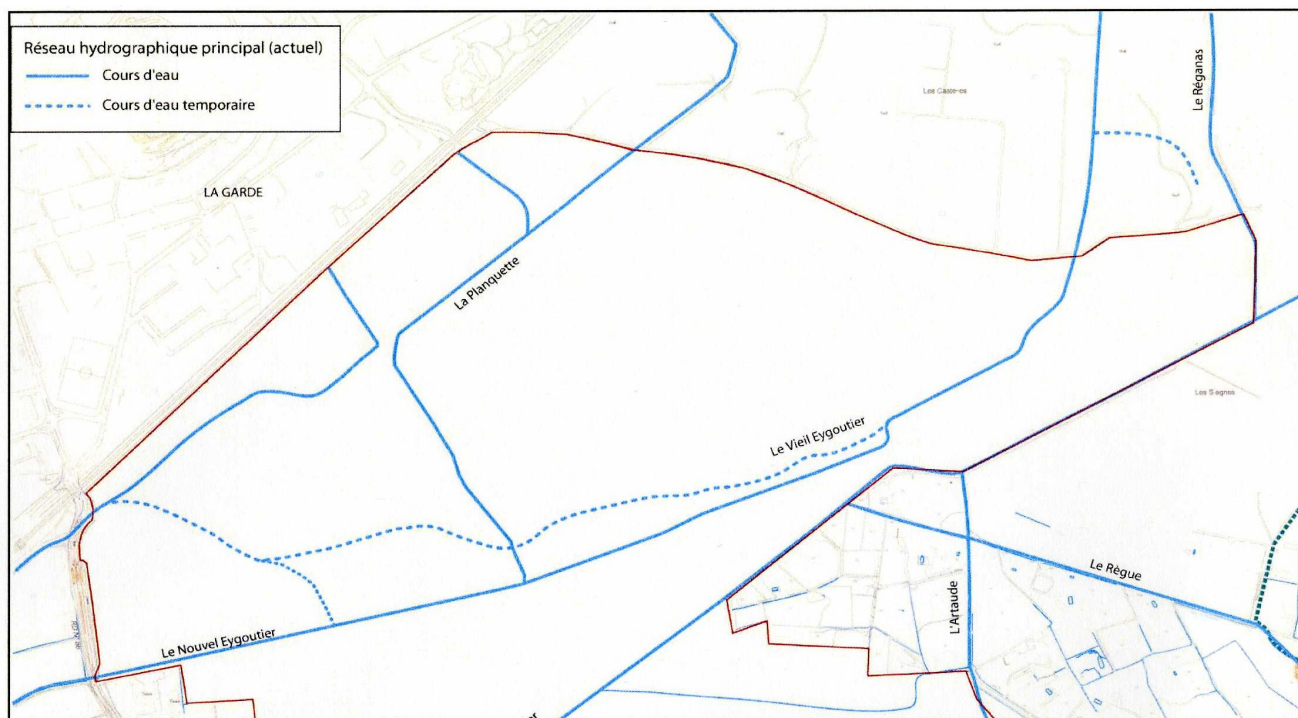 Réseau hydrographique principal (actuel)
Cours d'eau
Cours d'eau temporaire
LA GARDE
La Planquette
Le Réganas
Le Vieil Eygoutier
Le Règue
L'Artaude
Le Nouvel Eygoutier